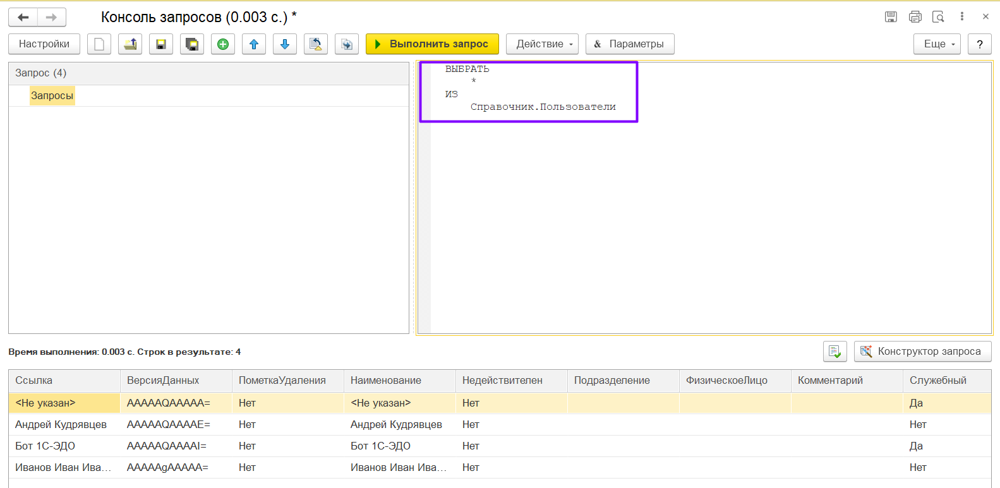 Консоль запросов (0.003 с.) *
Настройки
Выполнить запрос
Действие
& Параметры
Еще
?
Запрос (4)
Запросы
ВЫБРАТЬ
*
ИЗ
Справочник.Пользователи
Время выполнения: 0.003 с. Строк в результате: 4
Конструктор запроса
Ссылка ВерсияДанных ПометкаУдаления Наименование Недействителен Подразделение ФизическоеЛицо Комментарий Служебный
<Не указан> AAAAAQAAAAA= Нет <Не указан> Нет Да
Андрей Кудрявцев AAAAAQAAAAE= Нет Андрей Кудрявцев Нет Нет
Бот 1С-ЭДО AAAAAQAAAAI= Нет Бот 1С-ЭДО Нет Да
Иванов Иван Ива... AAAAAgAAAAA= Нет Иванов Иван Ива... Нет Нет